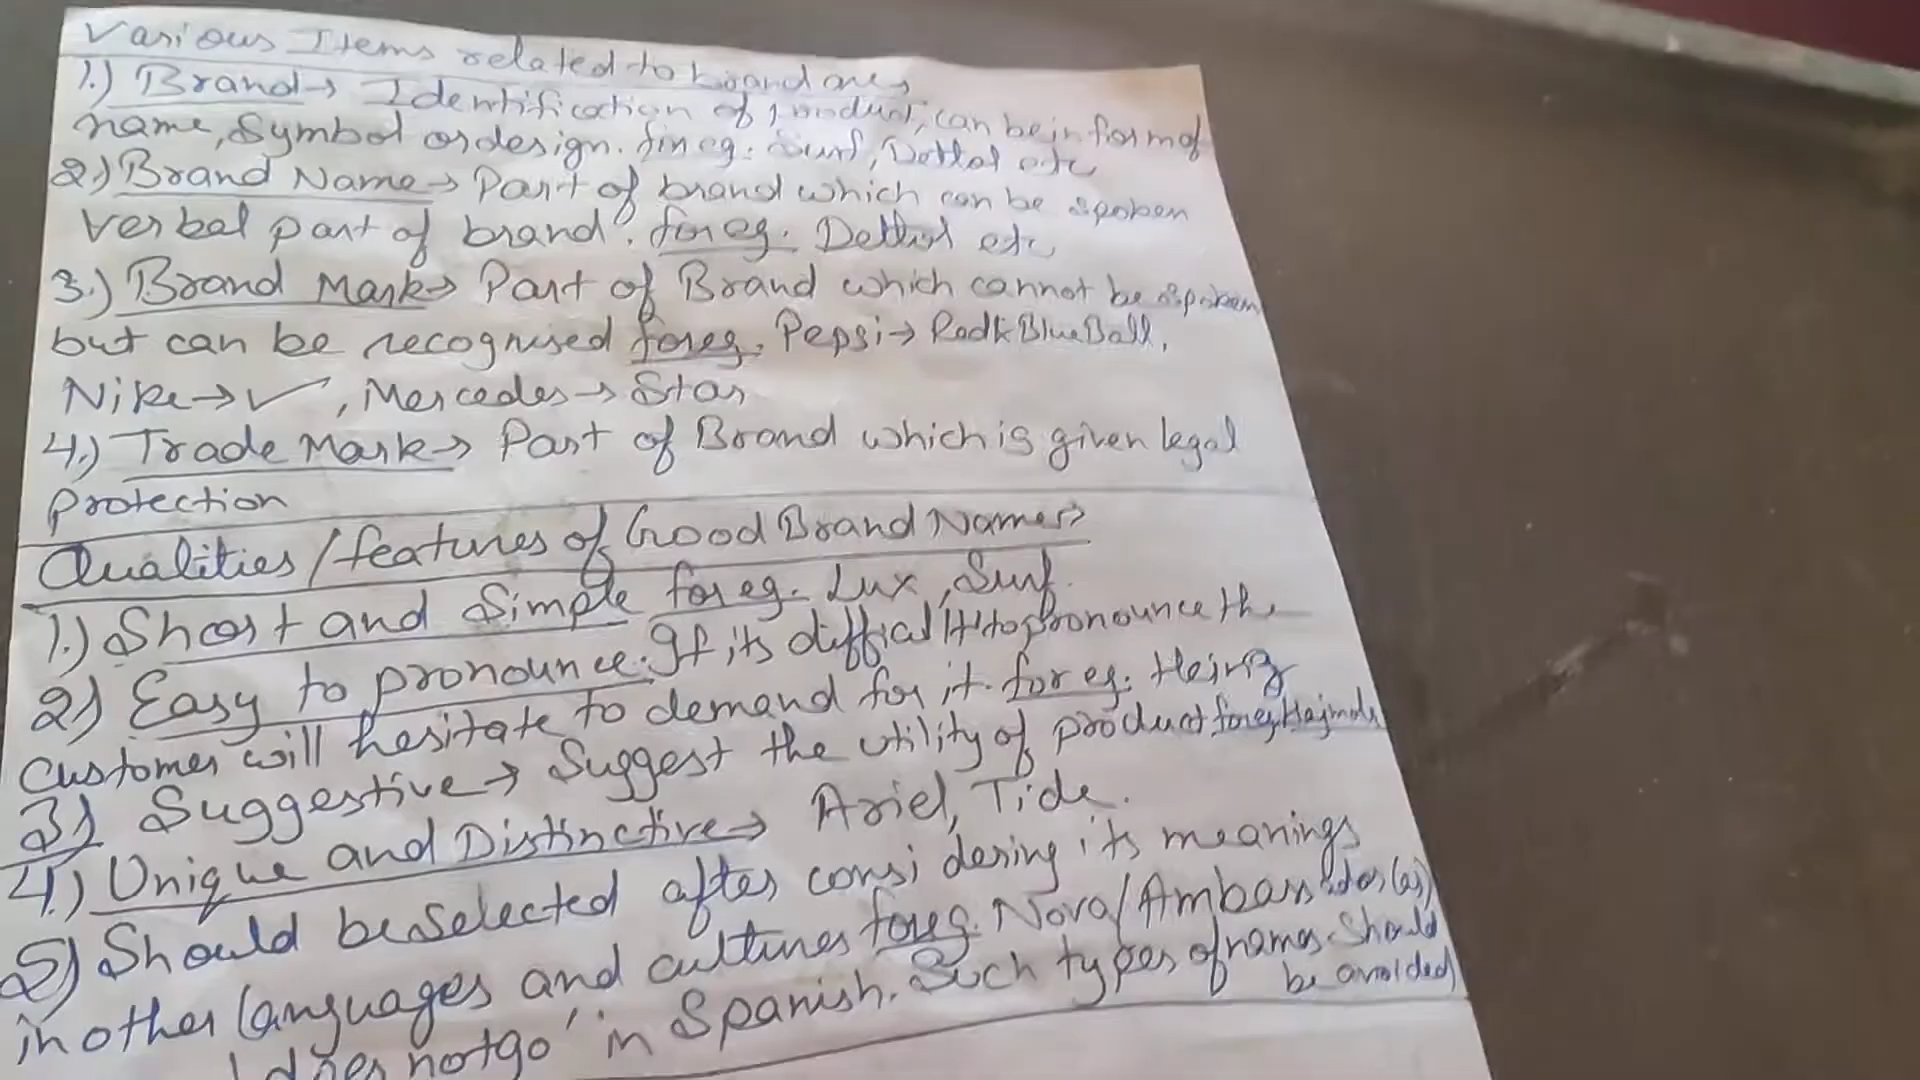 Various Items related to brand are,
1.) Brand→ Identification of product, can be in form of
name, Symbol or design. for eg. Surf, Dettol etc
2.) Brand Name→ Part of brand which can be spoken
Verbal part of brand. for eg. Dettol etc
3.) Brand Mark→ Part of Brand which cannot be spoken
but can be recognised for eg. Pepsi→ Red & Blue Ball,
Nike→✓, Mercedes→ Star
4.) Trade Mark→ Part of Brand which is given legal
Protection
Qualities/features of Good Brand Name→
1.) Short and Simple for eg. Lux, Surf.
2) Easy to pronounce. If its difficult to pronounce the
customer will hesitate to demand for it. for eg.
3) Suggestive→ Suggest the utility of product for eg Hajmola
4.) Unique and Distinctive→ Ariel, Tide.
5) Should be selected after considering its meanings
in other languages and cultures for eg. Nova/Ambassador (as)
does not go' in Spanish. Such types of names should
be avoided)